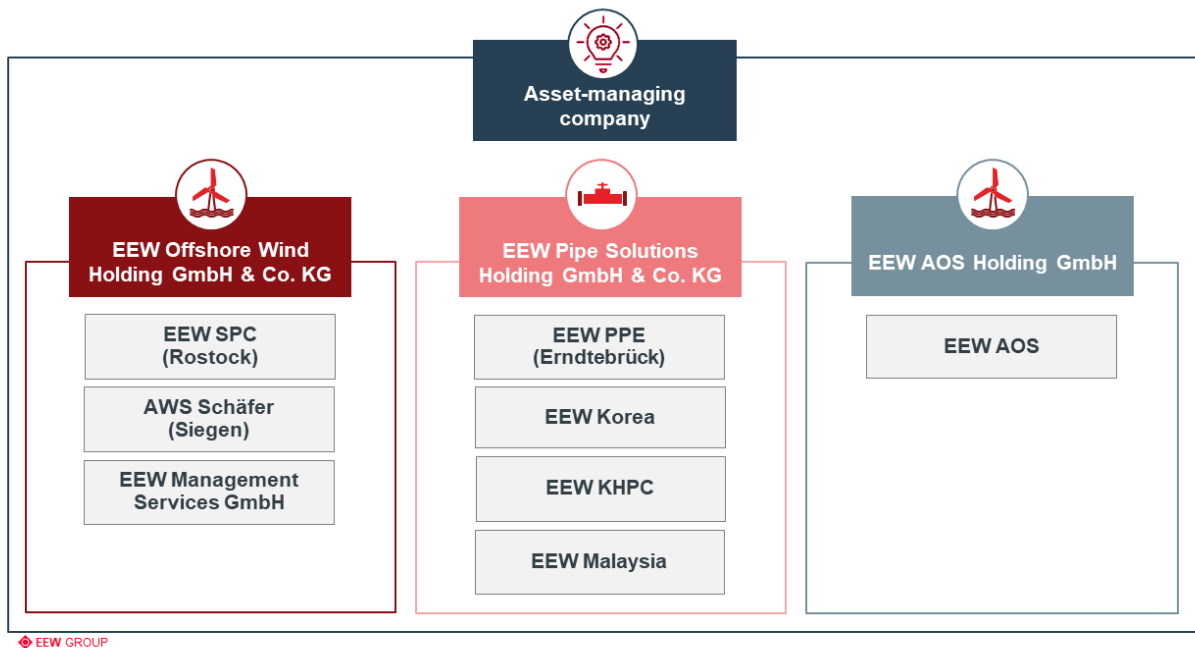 Asset-managing
company
EEW Offshore Wind
Holding GmbH & Co. KG
EEW SPC
(Rostock)
AWS Schäfer
(Siegen)
EEW Management
Services GmbH
EEW Pipe Solutions
Holding GmbH & Co. KG
EEW PPE
(Erndtebrück)
EEW Korea
EEW KHPC
EEW Malaysia
EEW AOS Holding GmbH
EEW AOS
EEW GROUP